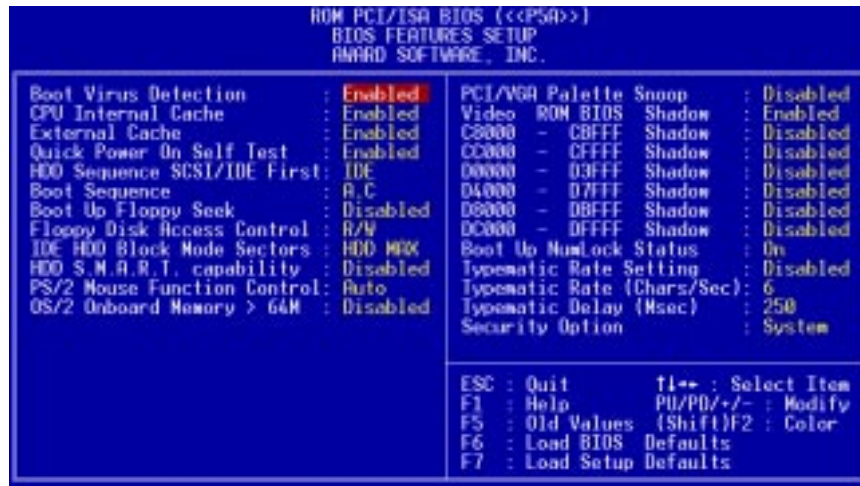 ROM PCI/ISA BIOS (<<P5A>>)
BIOS FEATURES SETUP
AWARD SOFTWARE, INC.
Boot Virus Detection : Enabled
CPU Internal Cache : Enabled
External Cache : Enabled
Quick Power On Self Test : Enabled
HDD Sequence SCSI/IDE First: IDE
Boot Sequence : A,C
Boot Up Floppy Seek : Disabled
Floppy Disk Access Control : R/W
IDE HDD Block Mode Sectors : HDD MAX
HDD S.M.A.R.T. capability : Disabled
PS/2 Mouse Function Control: Auto
OS/2 Onboard Memory > 64M : Disabled
PCI/VGA Palette Snoop : Disabled
Video ROM BIOS Shadow : Enabled
C8000 - CBFFF Shadow : Disabled
CC000 - CFFFF Shadow : Disabled
D0000 - D3FFF Shadow : Disabled
D4000 - D7FFF Shadow : Disabled
D8000 - DBFFF Shadow : Disabled
DC000 - DFFFF Shadow : Disabled
Boot Up NumLock Status : On
Typematic Rate Setting : Disabled
Typematic Rate (Chars/Sec): 6
Typematic Delay (Msec) : 250
Security Option : System
ESC : Quit ↑↓→← : Select Item
F1 : Help PU/PD/+/- : Modify
F5 : Old Values (Shift)F2 : Color
F6 : Load BIOS Defaults
F7 : Load Setup Defaults